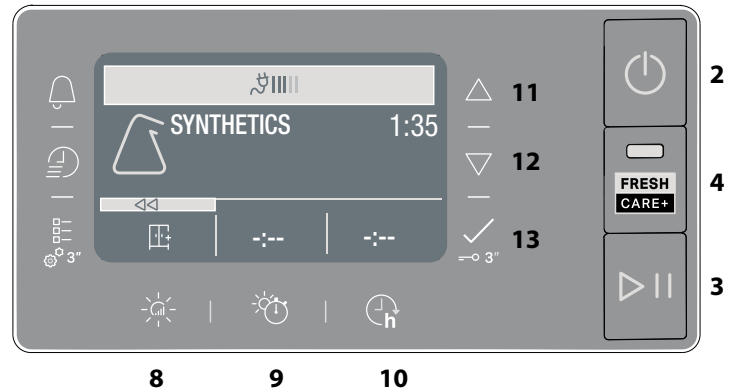 2
11
SYNTHETICS 1:35
12
FRESH
CARE+
4
-:-- -:--
3"
3"
13
3
h
8 9 10